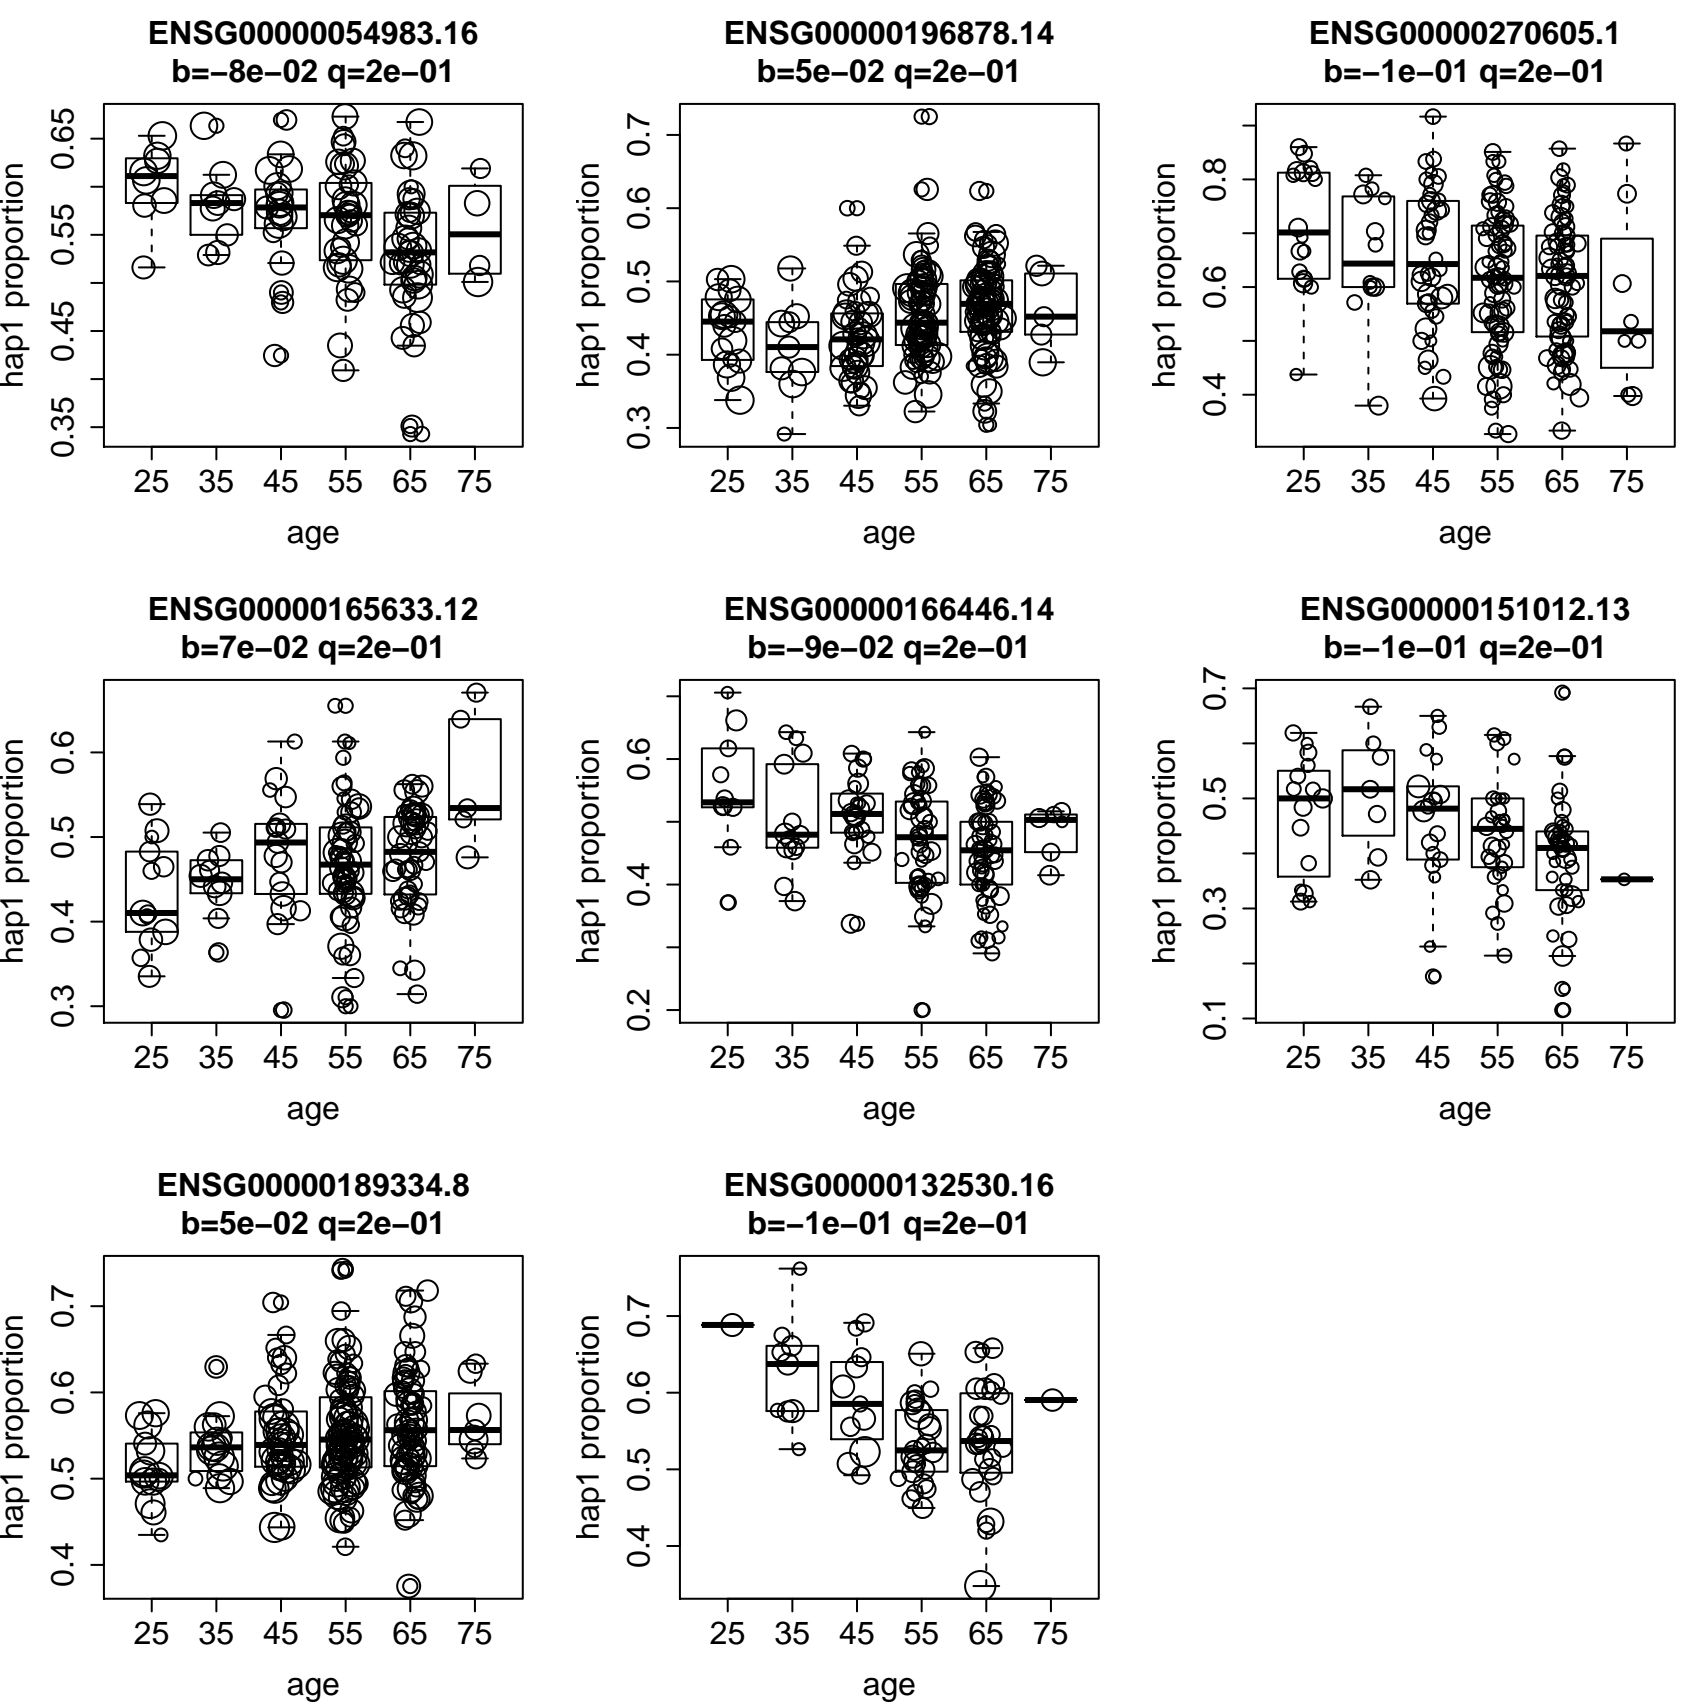 ENSG00000054983.16
b=−8e−02 q=2e−01
hap1 proportion
0.35 0.45 0.55 0.65
25 35 45 55 65 75
age
ENSG00000196878.14
b=5e−02 q=2e−01
hap1 proportion
0.3 0.4 0.5 0.6 0.7
25 35 45 55 65 75
age
ENSG00000270605.1
b=−1e−01 q=2e−01
hap1 proportion
0.4 0.6 0.8
25 35 45 55 65 75
age
ENSG00000165633.12
b=7e−02 q=2e−01
hap1 proportion
0.3 0.4 0.5 0.6
25 35 45 55 65 75
age
ENSG00000166446.14
b=−9e−02 q=2e−01
hap1 proportion
0.2 0.4 0.6
25 35 45 55 65 75
age
ENSG00000151012.13
b=−1e−01 q=2e−01
hap1 proportion
0.1 0.3 0.5 0.7
25 35 45 55 65 75
age
ENSG00000189334.8
b=5e−02 q=2e−01
hap1 proportion
0.4 0.5 0.6 0.7
25 35 45 55 65 75
age
ENSG00000132530.16
b=−1e−01 q=2e−01
hap1 proportion
0.4 0.5 0.6 0.7
25 35 45 55 65 75
age